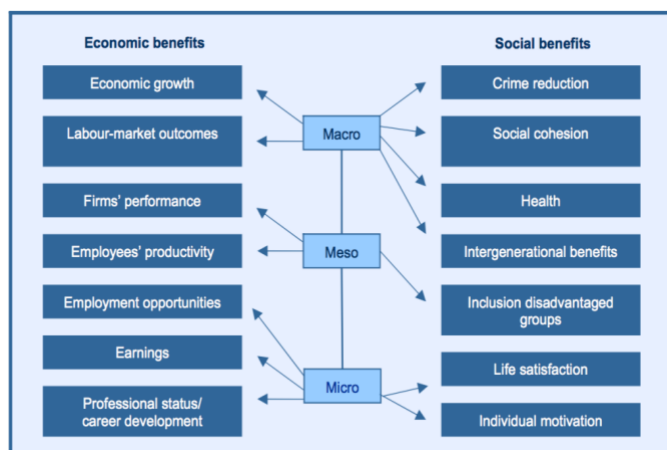 Economic benefits
Social benefits
Economic growth
Crime reduction
Macro
Labour-market outcomes
Social cohesion
Firms' performance
Health
Meso
Employees' productivity
Intergenerational benefits
Employment opportunities
Inclusion disadvantaged
groups
Earnings
Life satisfaction
Micro
Professional status/
career development
Individual motivation